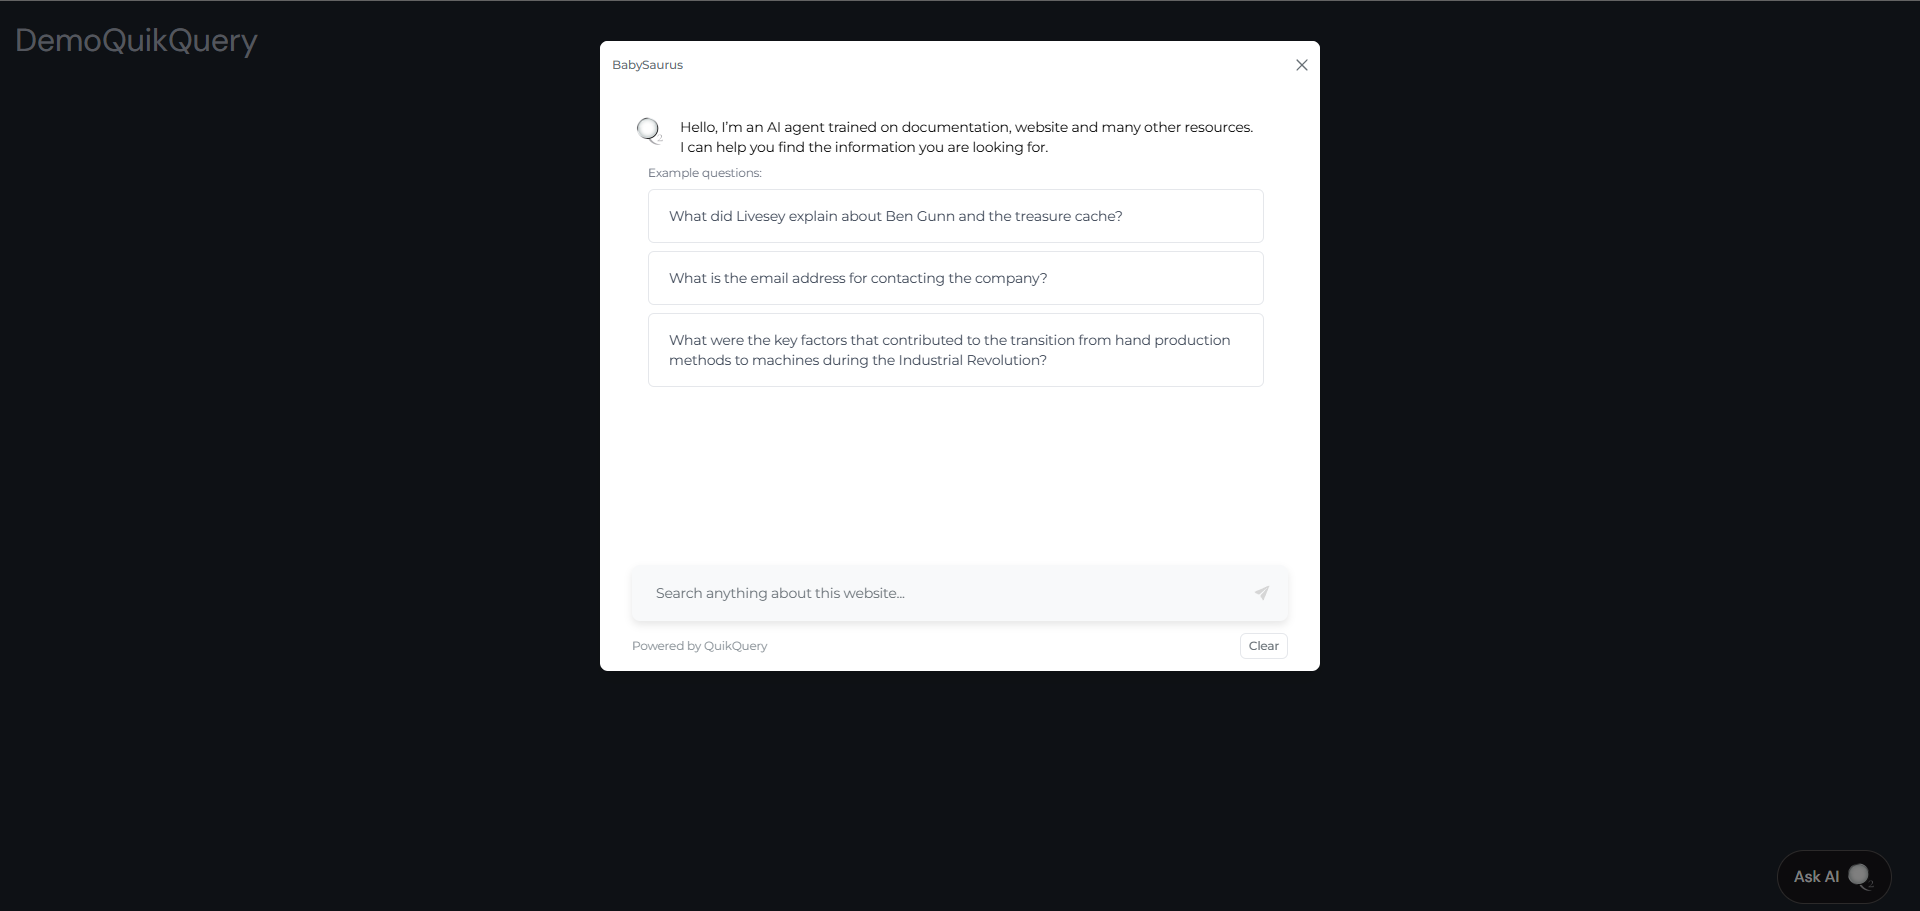 DemoQuikQuery
BabySaurus
Hello, I'm an AI agent trained on documentation, website and many other resources.
I can help you find the information you are looking for.
Example questions:
What did Livesey explain about Ben Gunn and the treasure cache?
What is the email address for contacting the company?
What were the key factors that contributed to the transition from hand production
methods to machines during the Industrial Revolution?
Search anything about this website...
Powered by QuikQuery
Clear
Ask AI